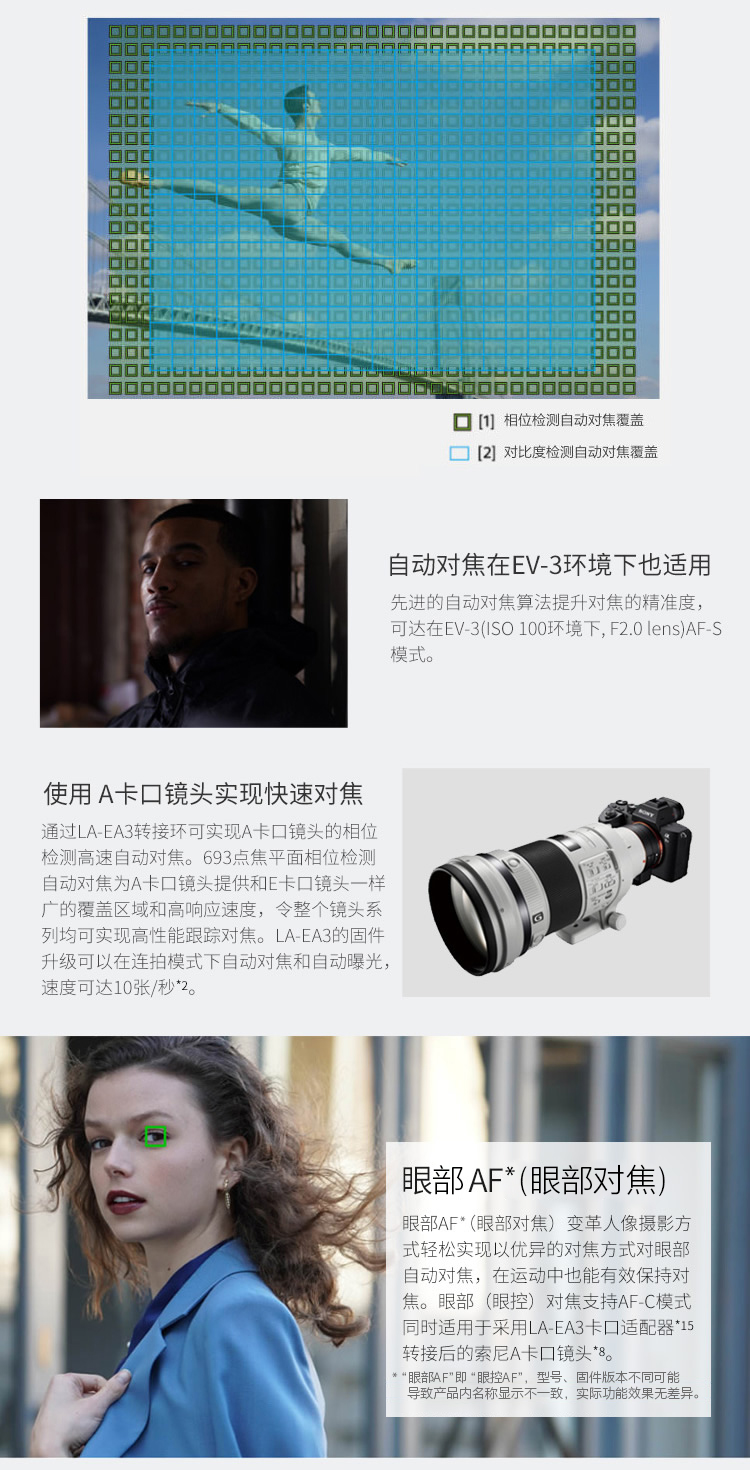 [1] 相位检测自动对焦覆盖
[2] 对比度检测自动对焦覆盖
自动对焦在EV-3环境下也适用
先进的自动对焦算法提升对焦的精准度，
可达在EV-3(ISO 100环境下, F2.0 lens)AF-S
模式。
使用 A卡口镜头实现快速对焦
通过LA-EA3转接环可实现A卡口镜头的相位
检测高速自动对焦。693点焦平面相位检测
自动对焦为A卡口镜头提供和E卡口镜头一样
广的覆盖区域和高响应速度，令整个镜头系
列均可实现高性能跟踪对焦。LA-EA3的固件
升级可以在连拍模式下自动对焦和自动曝光，
速度可达10张/秒*2。
SONY
G
眼部 AF*(眼部对焦)
眼部AF*（眼部对焦）变革人像摄影方
式轻松实现以优异的对焦方式对眼部
自动对焦，在运动中也能有效保持对
焦。眼部（眼控）对焦支持AF-C模式
同时适用于采用LA-EA3卡口适配器*15
转接后的索尼A卡口镜头*8。
* “眼部AF”即 “眼控AF”，型号、固件版本不同可能
导致产品内名称显示不一致，实际功能效果无差异。